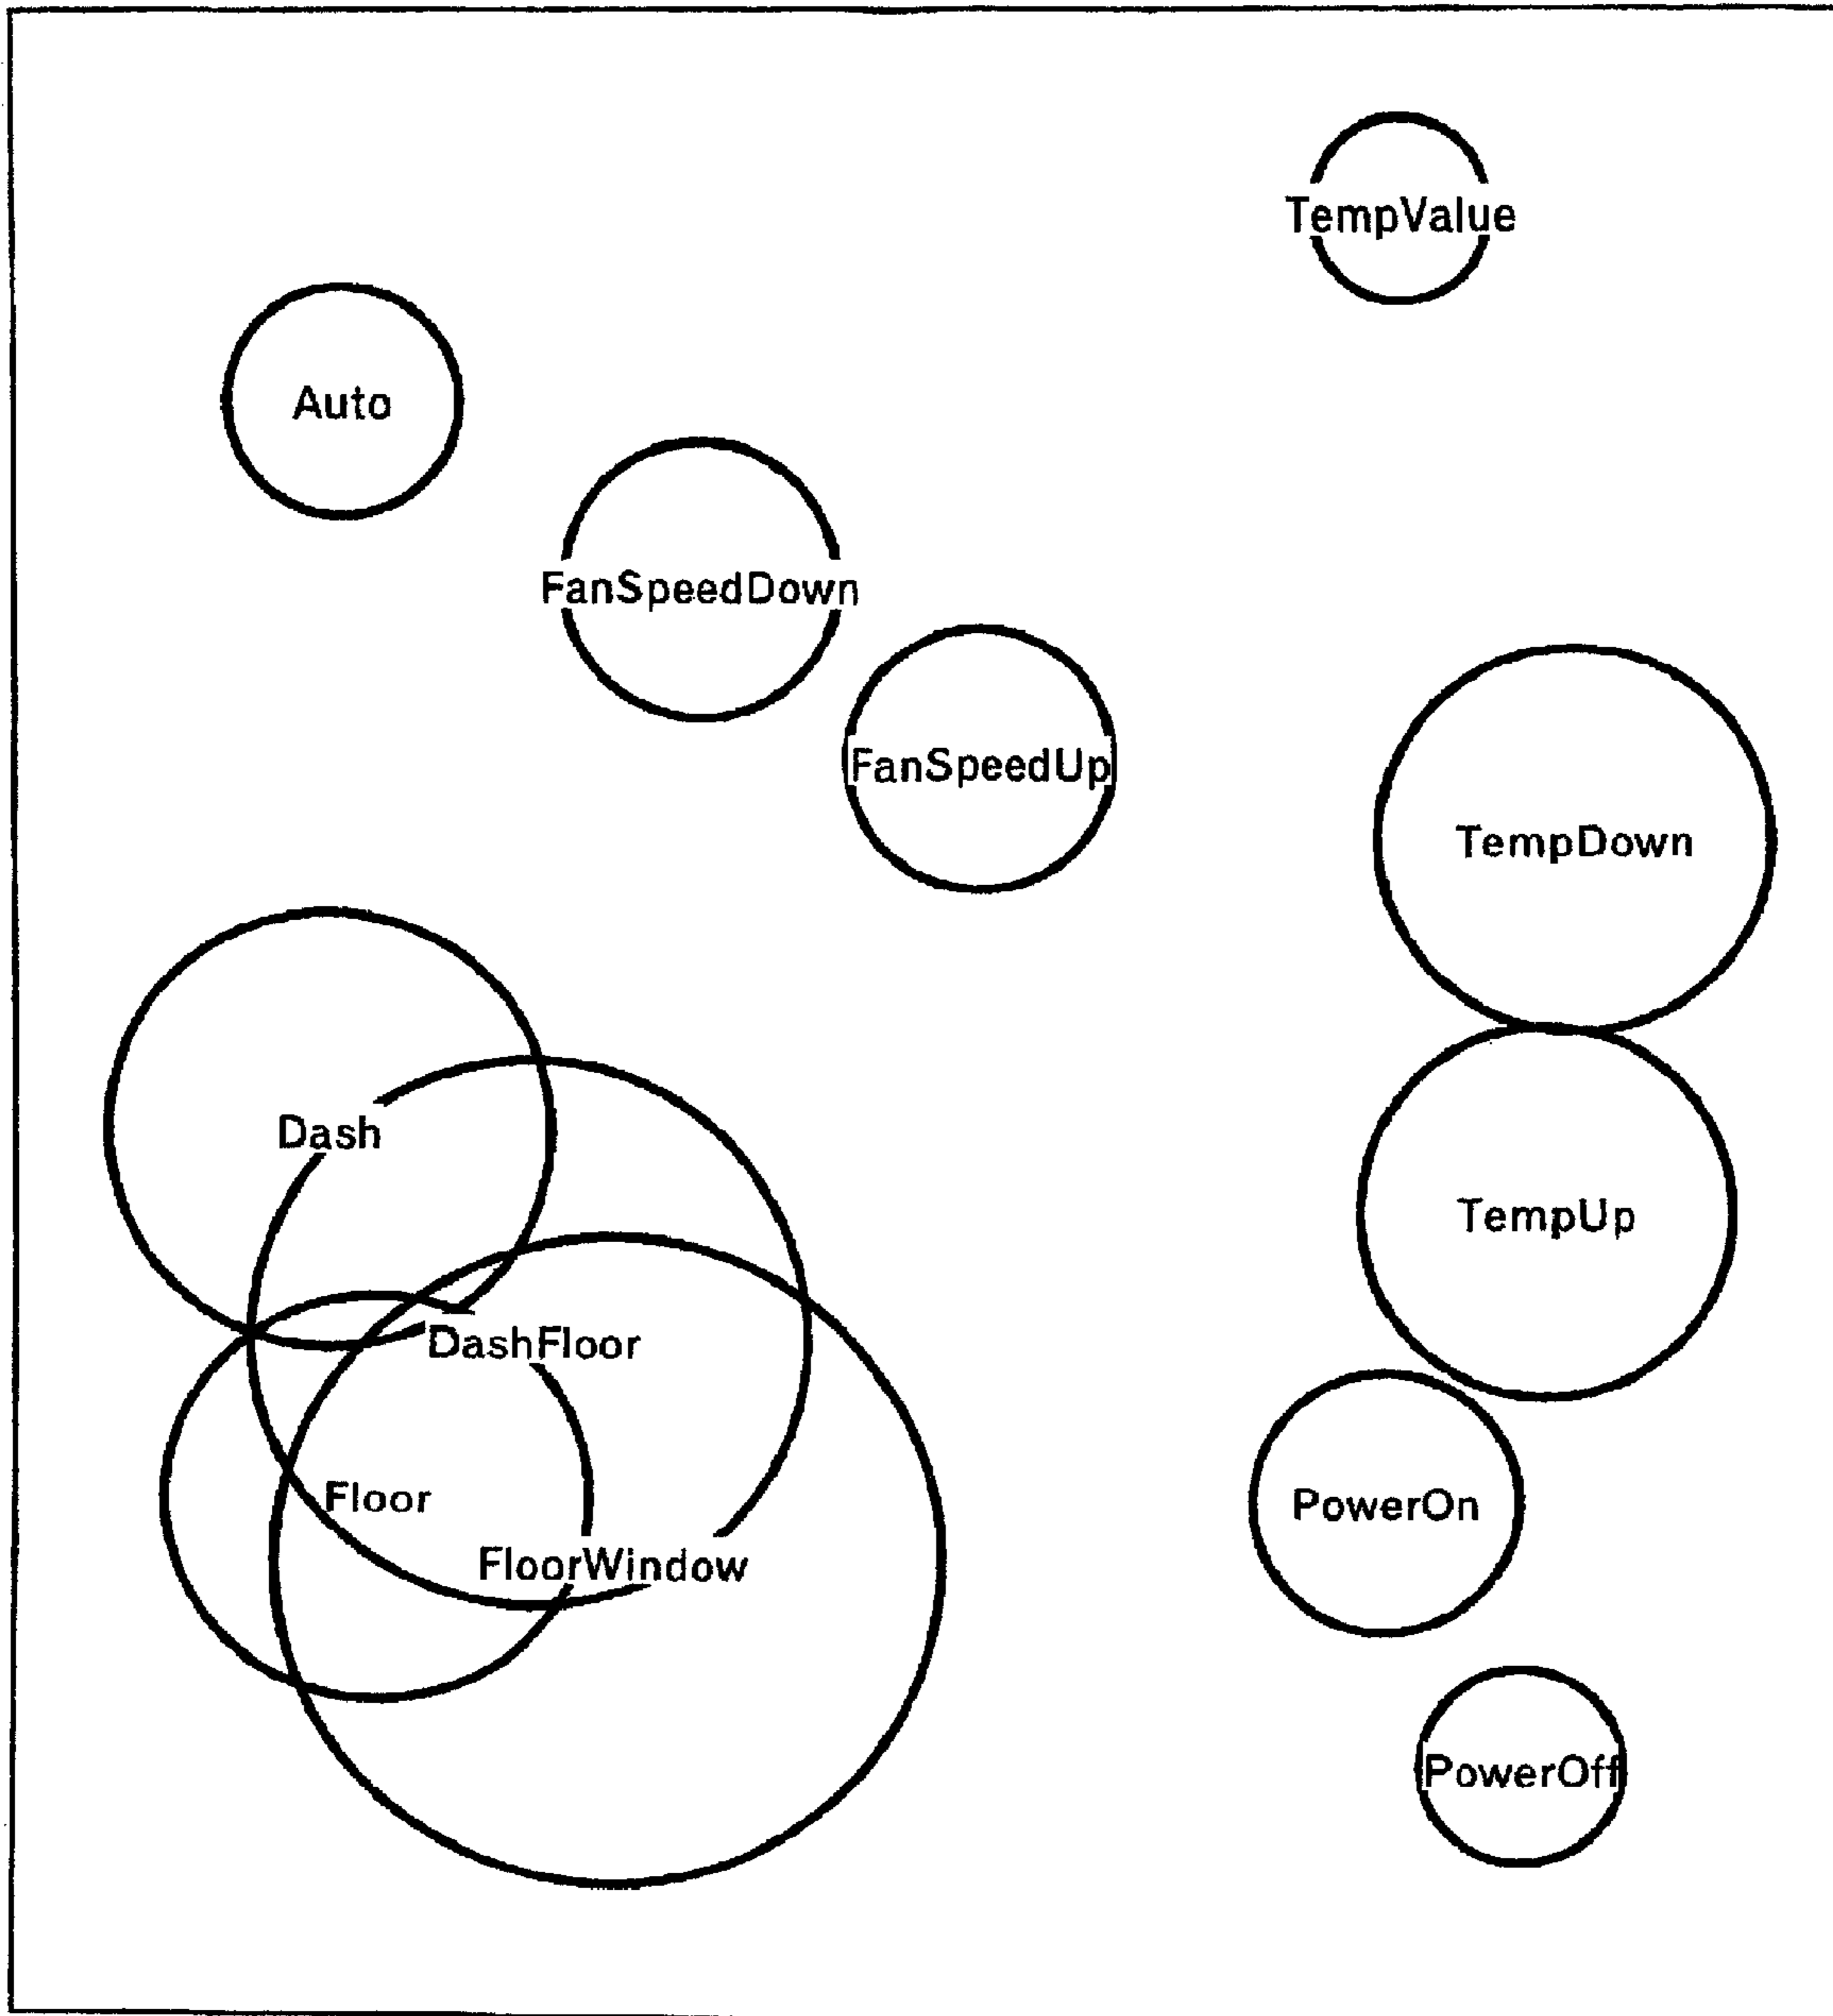 TempValue
Auto
FanSpeedDown
FanSpeedUp
TempDown
Dash
TempUp
DashFloor
Floor
PowerOn
FloorWindow
PowerOff